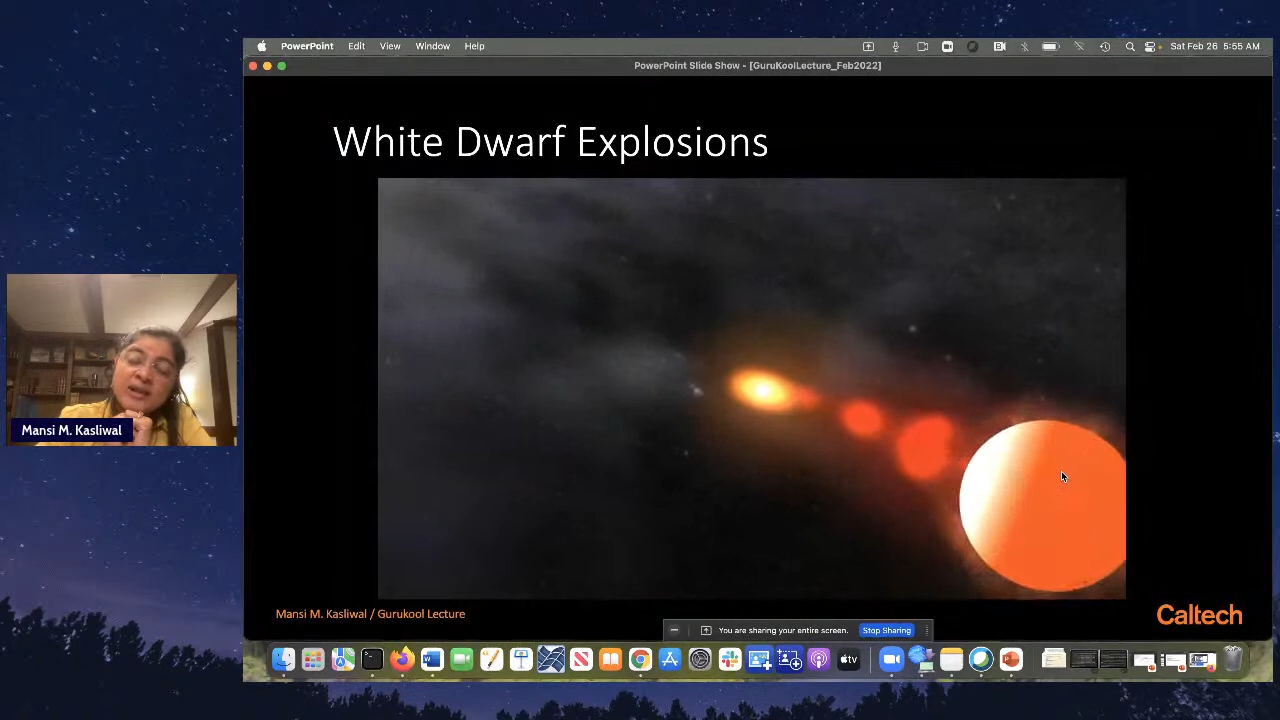 PowerPoint Edit View Window Help
Sat Feb 26 5:55 AM
PowerPoint Slide Show - [GuruKoolLecture_Feb2022]
White Dwarf Explosions
Mansi M. Kasliwal
Mansi M. Kasliwal / Gurukool Lecture
Caltech
You are sharing your entire screen. Stop Sharing
tv